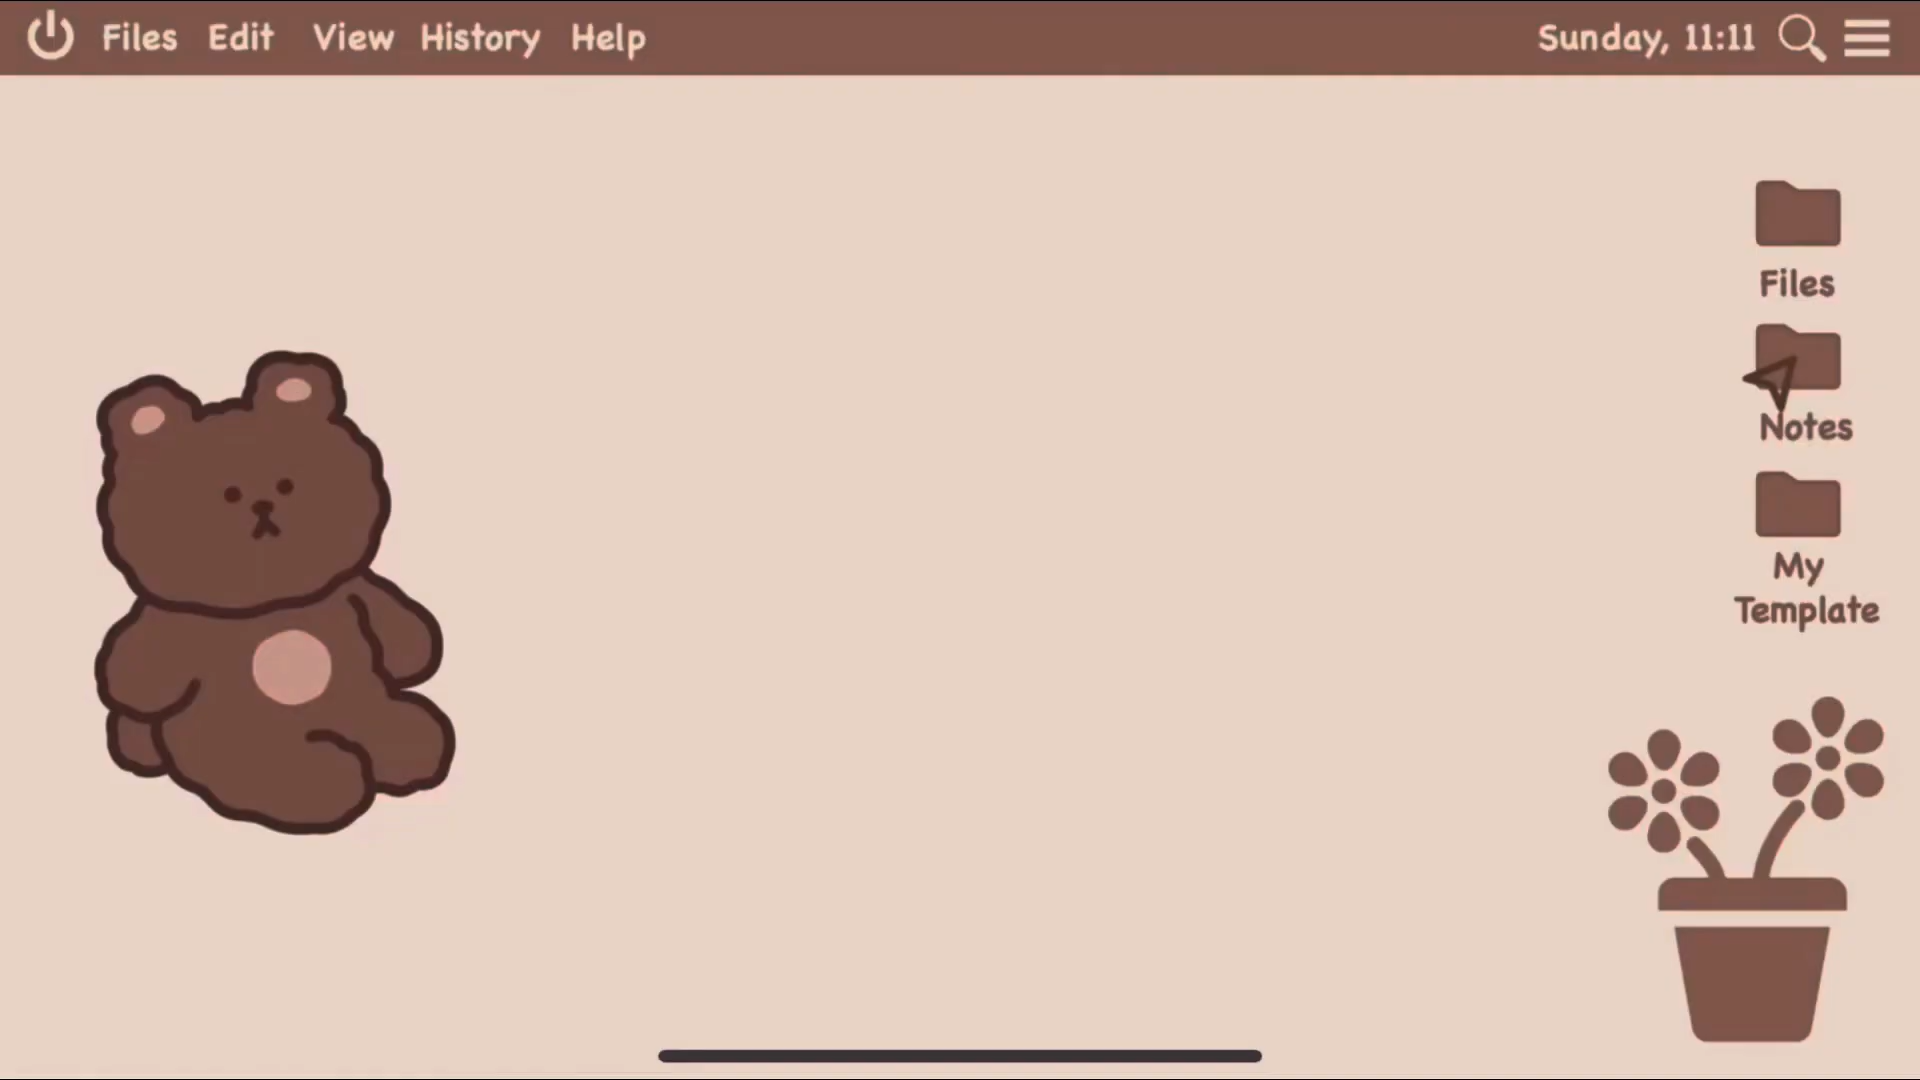 Files Edit View History Help Sunday, 11:11
Files
Notes
My
Template